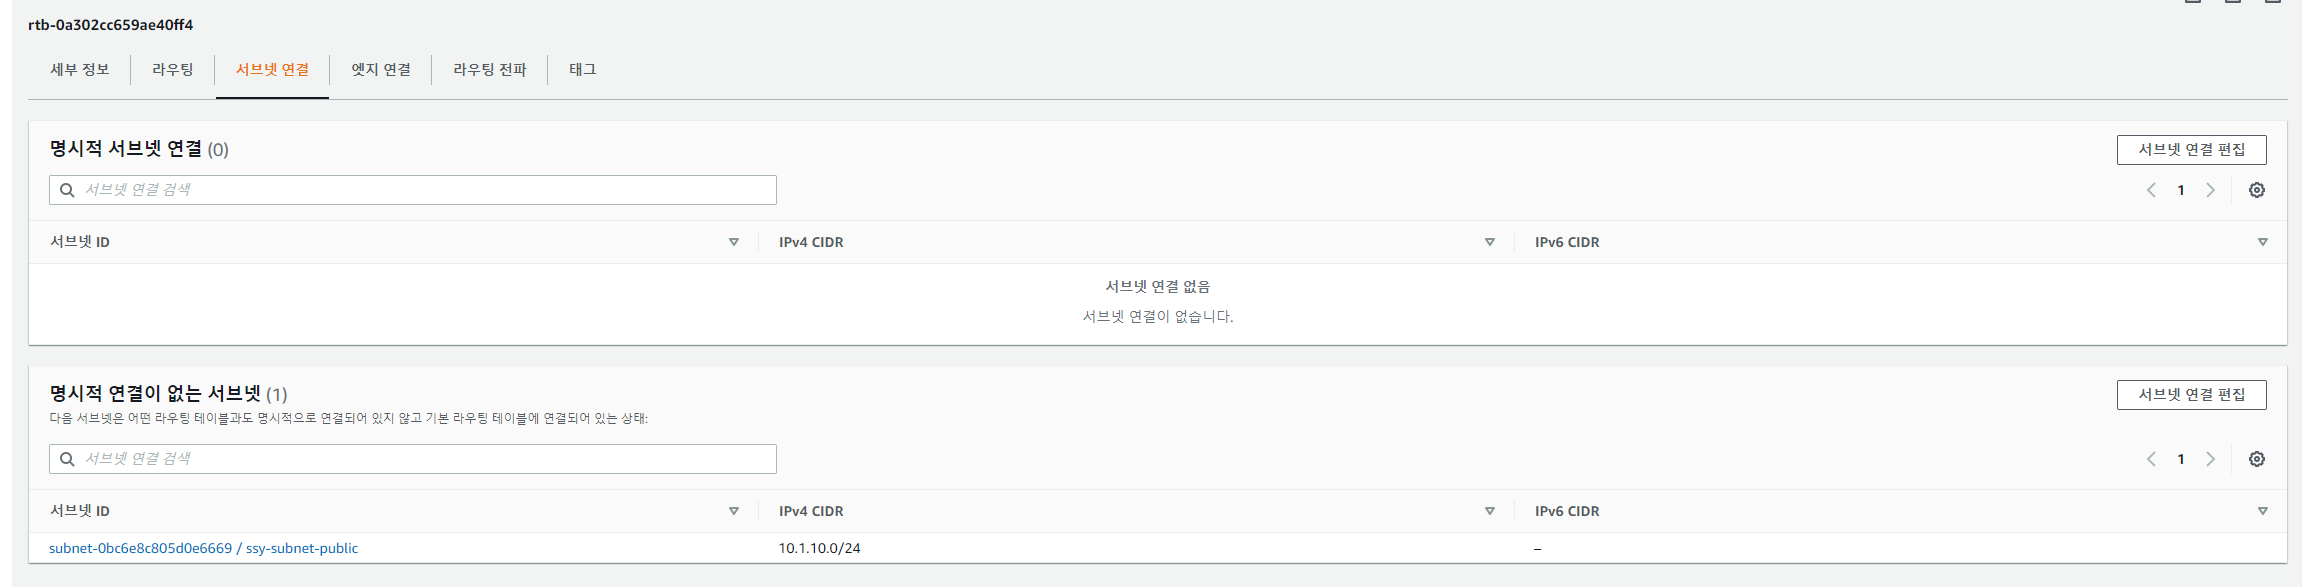 rtb-0a302cc659ae40ff4
세부 정보 라우팅 서브넷 연결 엣지 연결 라우팅 전파 태그
명시적 서브넷 연결 (0) 서브넷 연결 편집
서브넷 연결 검색 1
서브넷 ID IPv4 CIDR IPv6 CIDR
서브넷 연결 없음
서브넷 연결이 없습니다.
명시적 연결이 없는 서브넷 (1) 서브넷 연결 편집
다음 서브넷은 어떤 라우팅 테이블과도 명시적으로 연결되어 있지 않고 기본 라우팅 테이블에 연결되어 있는 상태:
서브넷 연결 검색 1
서브넷 ID IPv4 CIDR IPv6 CIDR
subnet-0bc6e8c805d0e6669 / ssy-subnet-public 10.1.10.0/24 –